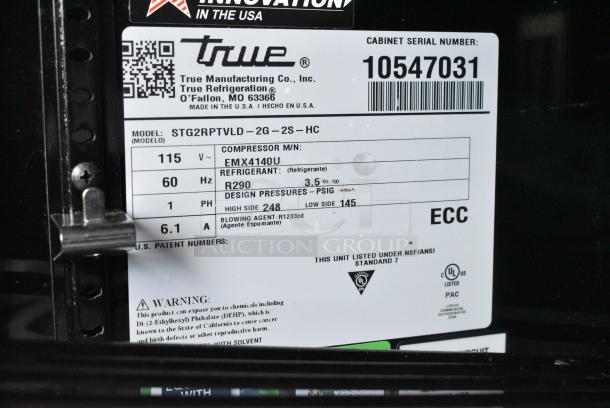 INNOVATION
IN THE USA
true ®
True Manufacturing Co., Inc.
True Refrigeration®
O'Fallon, MO 63366
MADE IN THE U.S.A. / HECHO EN U.S.A.
CABINET SERIAL NUMBER:
10547031
MODEL: STG2RPTVLD-2G-2S-HC
(MODELO)
115 V~
COMPRESSOR M/N:
EMX4140U
60 Hz
REFRIGERANT: (Refrigerante)
R290 3.5 oz.
1 PH
DESIGN PRESSURES-PSIG
HIGH SIDE 248 LOW SIDE 145
6.1 A
BLOWING AGENT: R1233zd
(Agente Espumante)
ECC
U.S. PATENT NUMBERS:
AUCTION GROUP
THIS UNIT LISTED UNDER NSF/ANSI
STANDARD 7
UL
LISTED
PAC
WARNING:
This product can expose you to chemicals including
Di-(2-Ethylhexyl) Phthalate (DEHP), which is
known to the State of California to cause cancer
and birth defects or other reproductive harm.
WITH SOLVENT
WITH